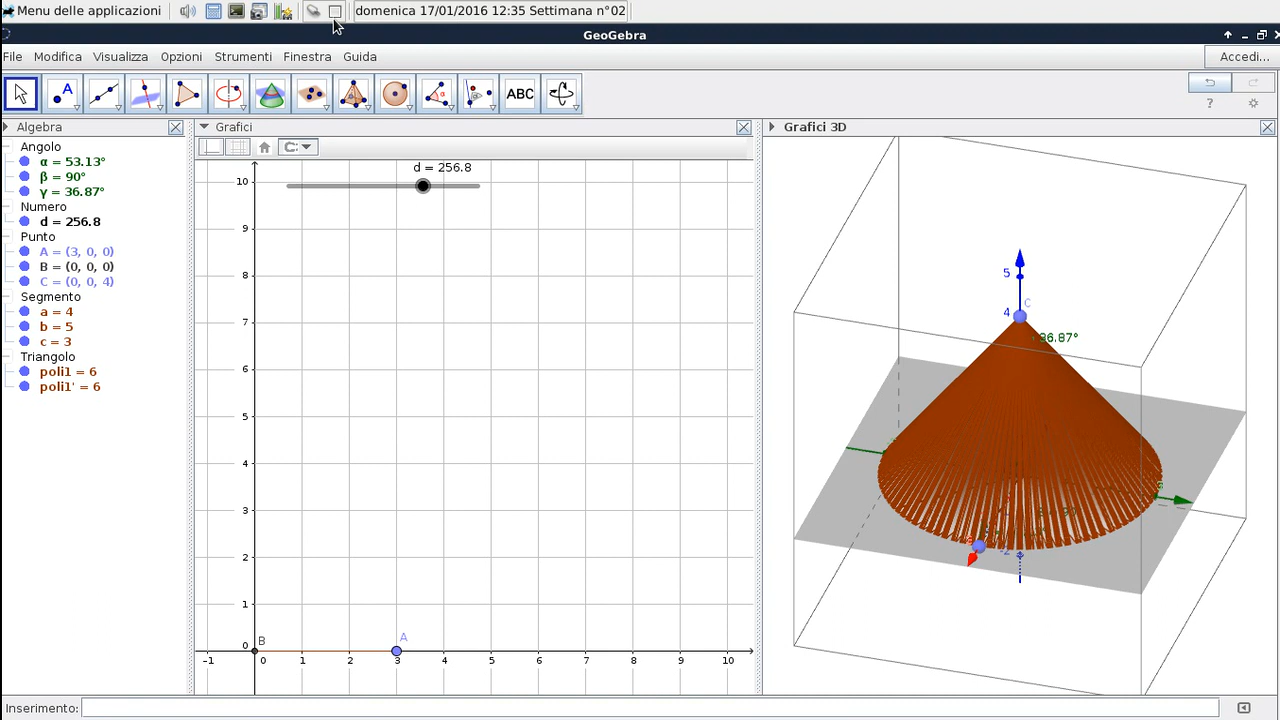 Menu delle applicazioni
domenica 17/01/2016 12:35 Settimana n°02
GeoGebra
File Modifica Visualizza Opzioni Strumenti Finestra Guida
Accedi...
A
α
ABC
?
Algebra
Angolo
α = 53.13°
β = 90°
γ = 36.87°
Numero
d = 256.8
Punto
A = (3, 0, 0)
B = (0, 0, 0)
C = (0, 0, 4)
Segmento
a = 4
b = 5
c = 3
Triangolo
poli1 = 6
poli1' = 6
Grafici
d = 256.8
10
9
8
7
6
5
4
3
2
1
0
B
A
-1 0 1 2 3 4 5 6 7 8 9 10
Grafici 3D
5
C
4
36.87°
-2
Inserimento: